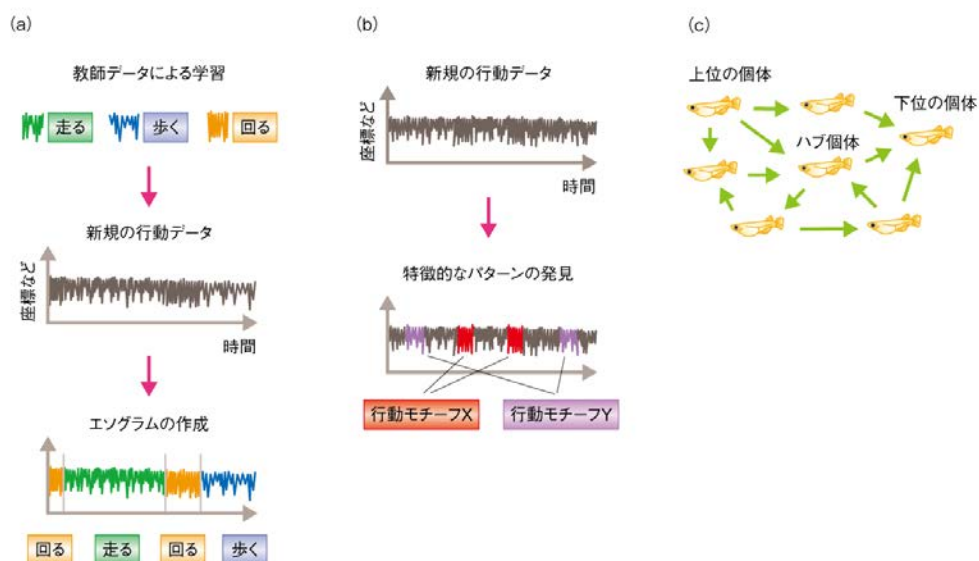 (a)
教師データによる学習
走る 歩く 回る
新規の行動データ
座標など
時間
エソグラムの作成
回る 走る 回る 歩く
(b)
新規の行動データ
座標など
時間
特徴的なパターンの発見
行動モチーフX 行動モチーフY
(c)
上位の個体
下位の個体
ハブ個体